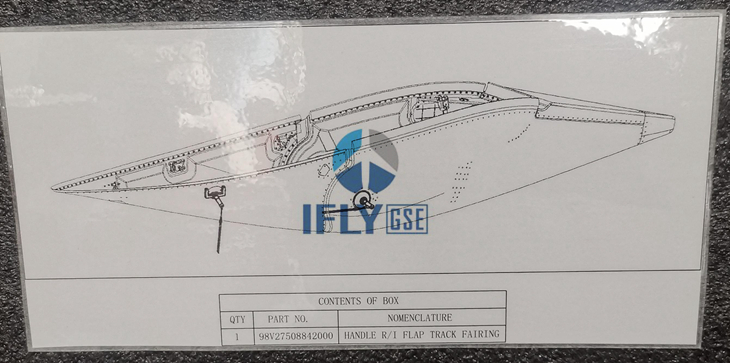 IFLY GSE
CONTENTS OF BOX
QTY PART NO. NOMENCLATURE
1 98V27508842000 HANDLE R/I FLAP TRACK FAIRING